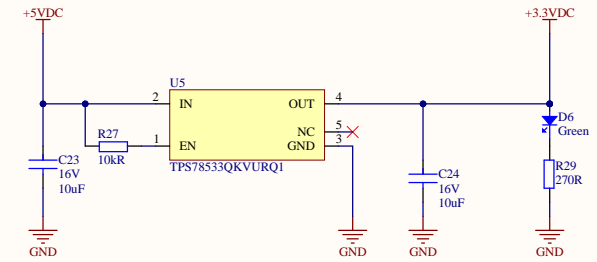 +5VDC
+3.3VDC
U5
2 IN OUT 4
D6
Green
R27
10kR
1 EN
NC 5
GND 3
TPS78533QKVURQ1
C23
16V
10uF
C24
16V
10uF
R29
270R
GND
GND
GND
GND